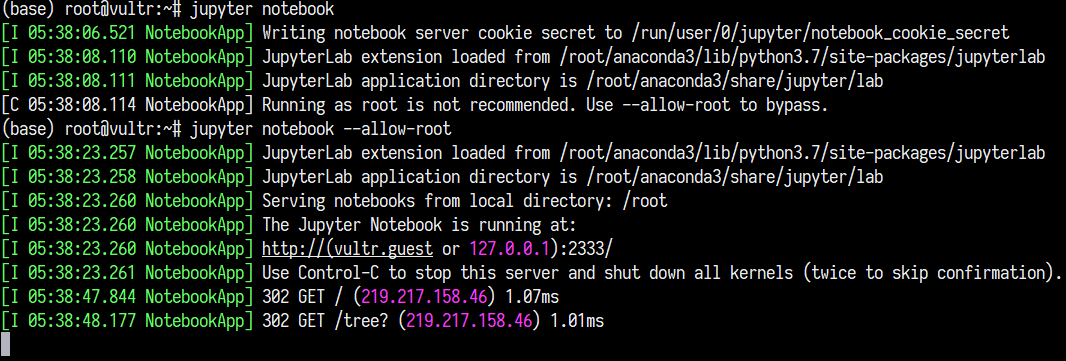 (base) root@vultr:~# jupyter notebook
[I 05:38:06.521 NotebookApp] Writing notebook server cookie secret to /run/user/0/jupyter/notebook_cookie_secret
[I 05:38:08.110 NotebookApp] JupyterLab extension loaded from /root/anaconda3/lib/python3.7/site-packages/jupyterlab
[I 05:38:08.111 NotebookApp] JupyterLab application directory is /root/anaconda3/share/jupyter/lab
[C 05:38:08.114 NotebookApp] Running as root is not recommended. Use --allow-root to bypass.
(base) root@vultr:~# jupyter notebook --allow-root
[I 05:38:23.257 NotebookApp] JupyterLab extension loaded from /root/anaconda3/lib/python3.7/site-packages/jupyterlab
[I 05:38:23.258 NotebookApp] JupyterLab application directory is /root/anaconda3/share/jupyter/lab
[I 05:38:23.260 NotebookApp] Serving notebooks from local directory: /root
[I 05:38:23.260 NotebookApp] The Jupyter Notebook is running at:
[I 05:38:23.260 NotebookApp] http://(vultr.guest or 127.0.0.1):2333/
[I 05:38:23.261 NotebookApp] Use Control-C to stop this server and shut down all kernels (twice to skip confirmation).
[I 05:38:47.844 NotebookApp] 302 GET / (219.217.158.46) 1.07ms
[I 05:38:48.177 NotebookApp] 302 GET /tree? (219.217.158.46) 1.01ms